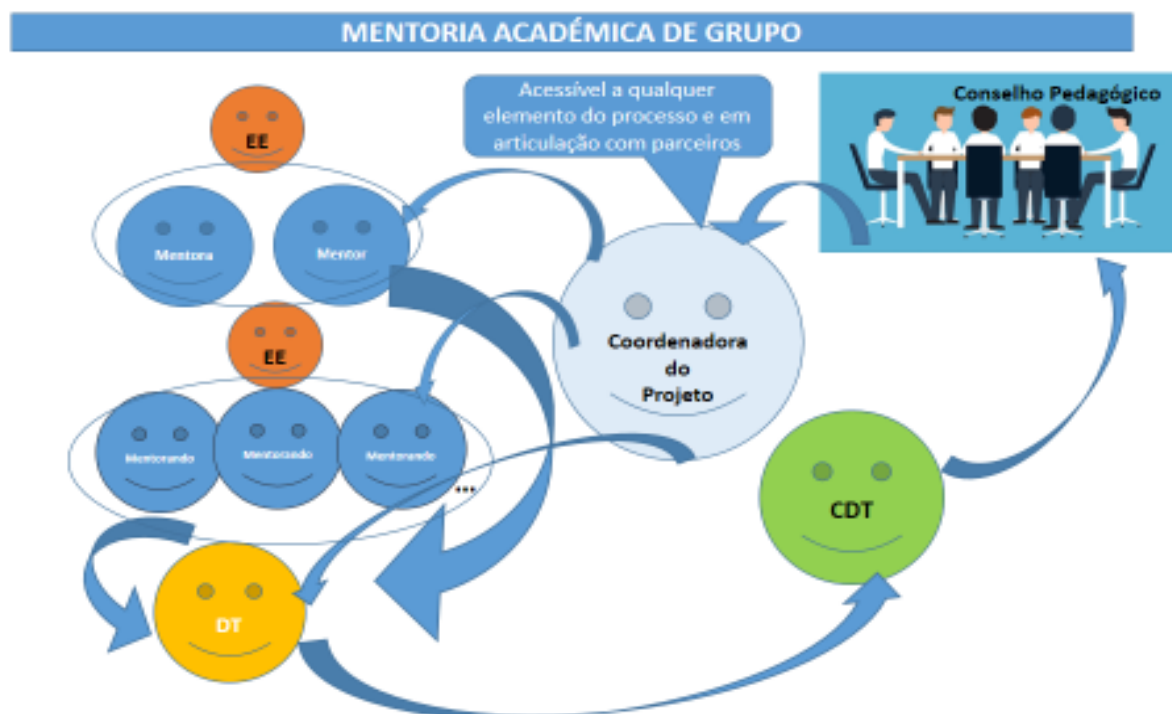 MENTORIA ACADÉMICA DE GRUPO
Acessível a qualquer
elemento do processo e em
articulação com parceiros
Conselho Pedagógico
EE
Mentora
Mentor
EE
Coordenadora
do
Projeto
Mentorando
Mentorando
Mentorando
...
CDT
DT